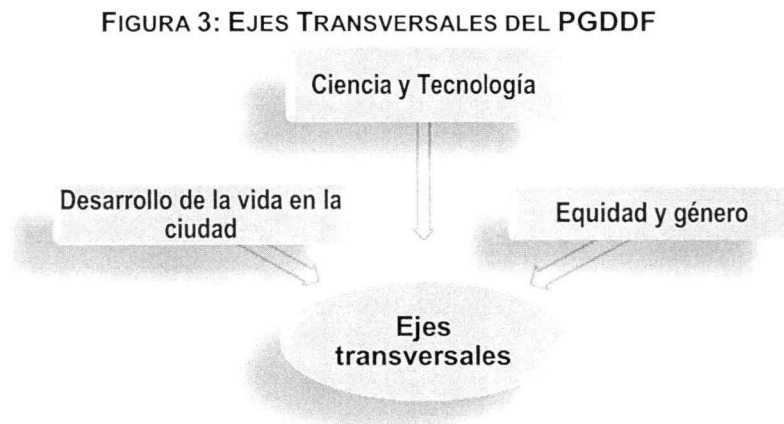 FIGURA 3: EJES TRANSVERSALES DEL PGDDF
Ciencia y Tecnología
Desarrollo de la vida en la
ciudad
Equidad y género
Ejes
transversales